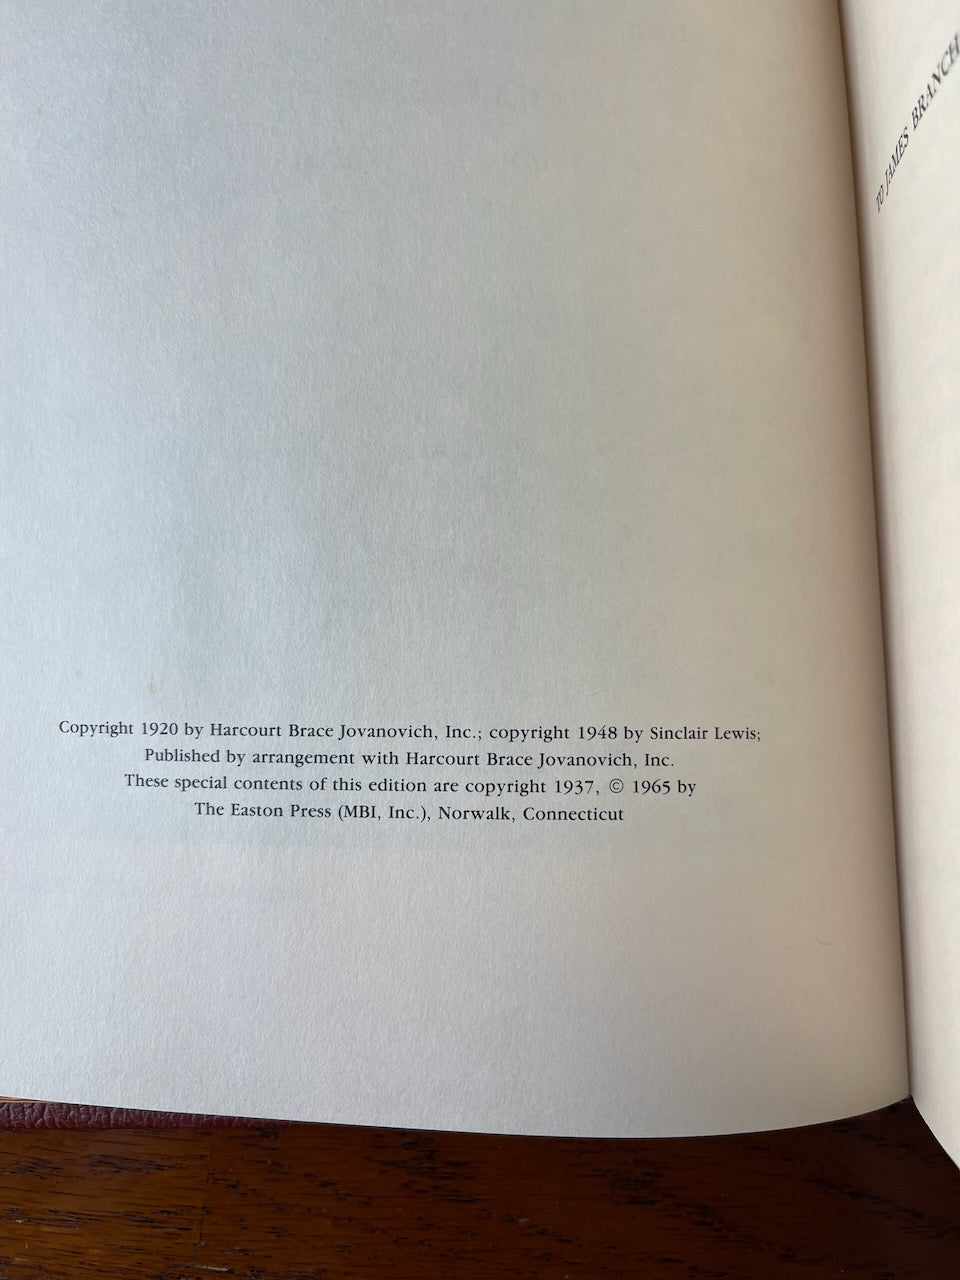 Copyright 1920 by Harcourt Brace Jovanovich, Inc.; copyright 1948 by Sinclair Lewis;
Published by arrangement with Harcourt Brace Jovanovich, Inc.
These special contents of this edition are copyright 1937, © 1965 by
The Easton Press (MBI, Inc.), Norwalk, Connecticut
TO JAMES BRANCH